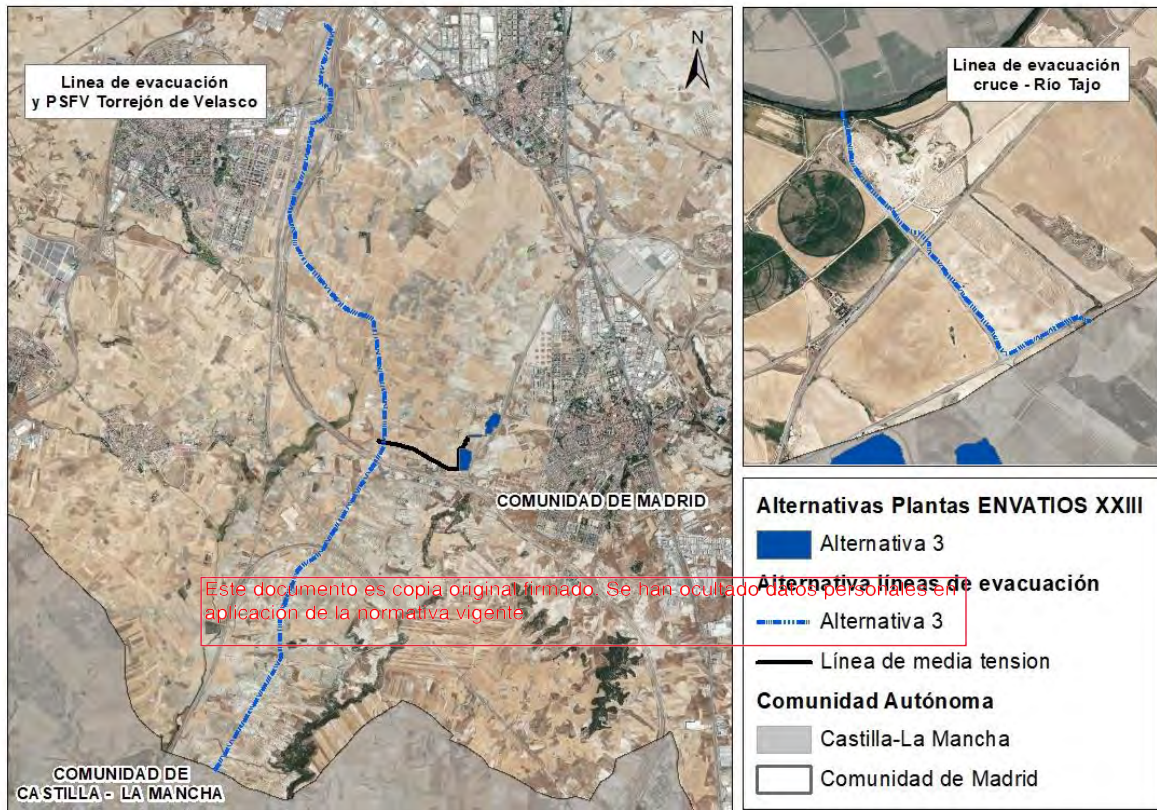 Linea de evacuación
y PSFV Torrejón de Velasco
N
COMUNIDAD DE MADRID
COMUNIDAD DE
CASTILLA - LA MANCHA
Linea de evacuación
cruce - Río Tajo
Alternativas Plantas ENVATIOS XXIII
Alternativa 3
Alternativa líneas de evacuación
Alternativa 3
Línea de media tension
Comunidad Autónoma
Castilla-La Mancha
Comunidad de Madrid
Este documento es copia original firmado. Se han ocultado datos personales en
aplicación de la normativa vigente